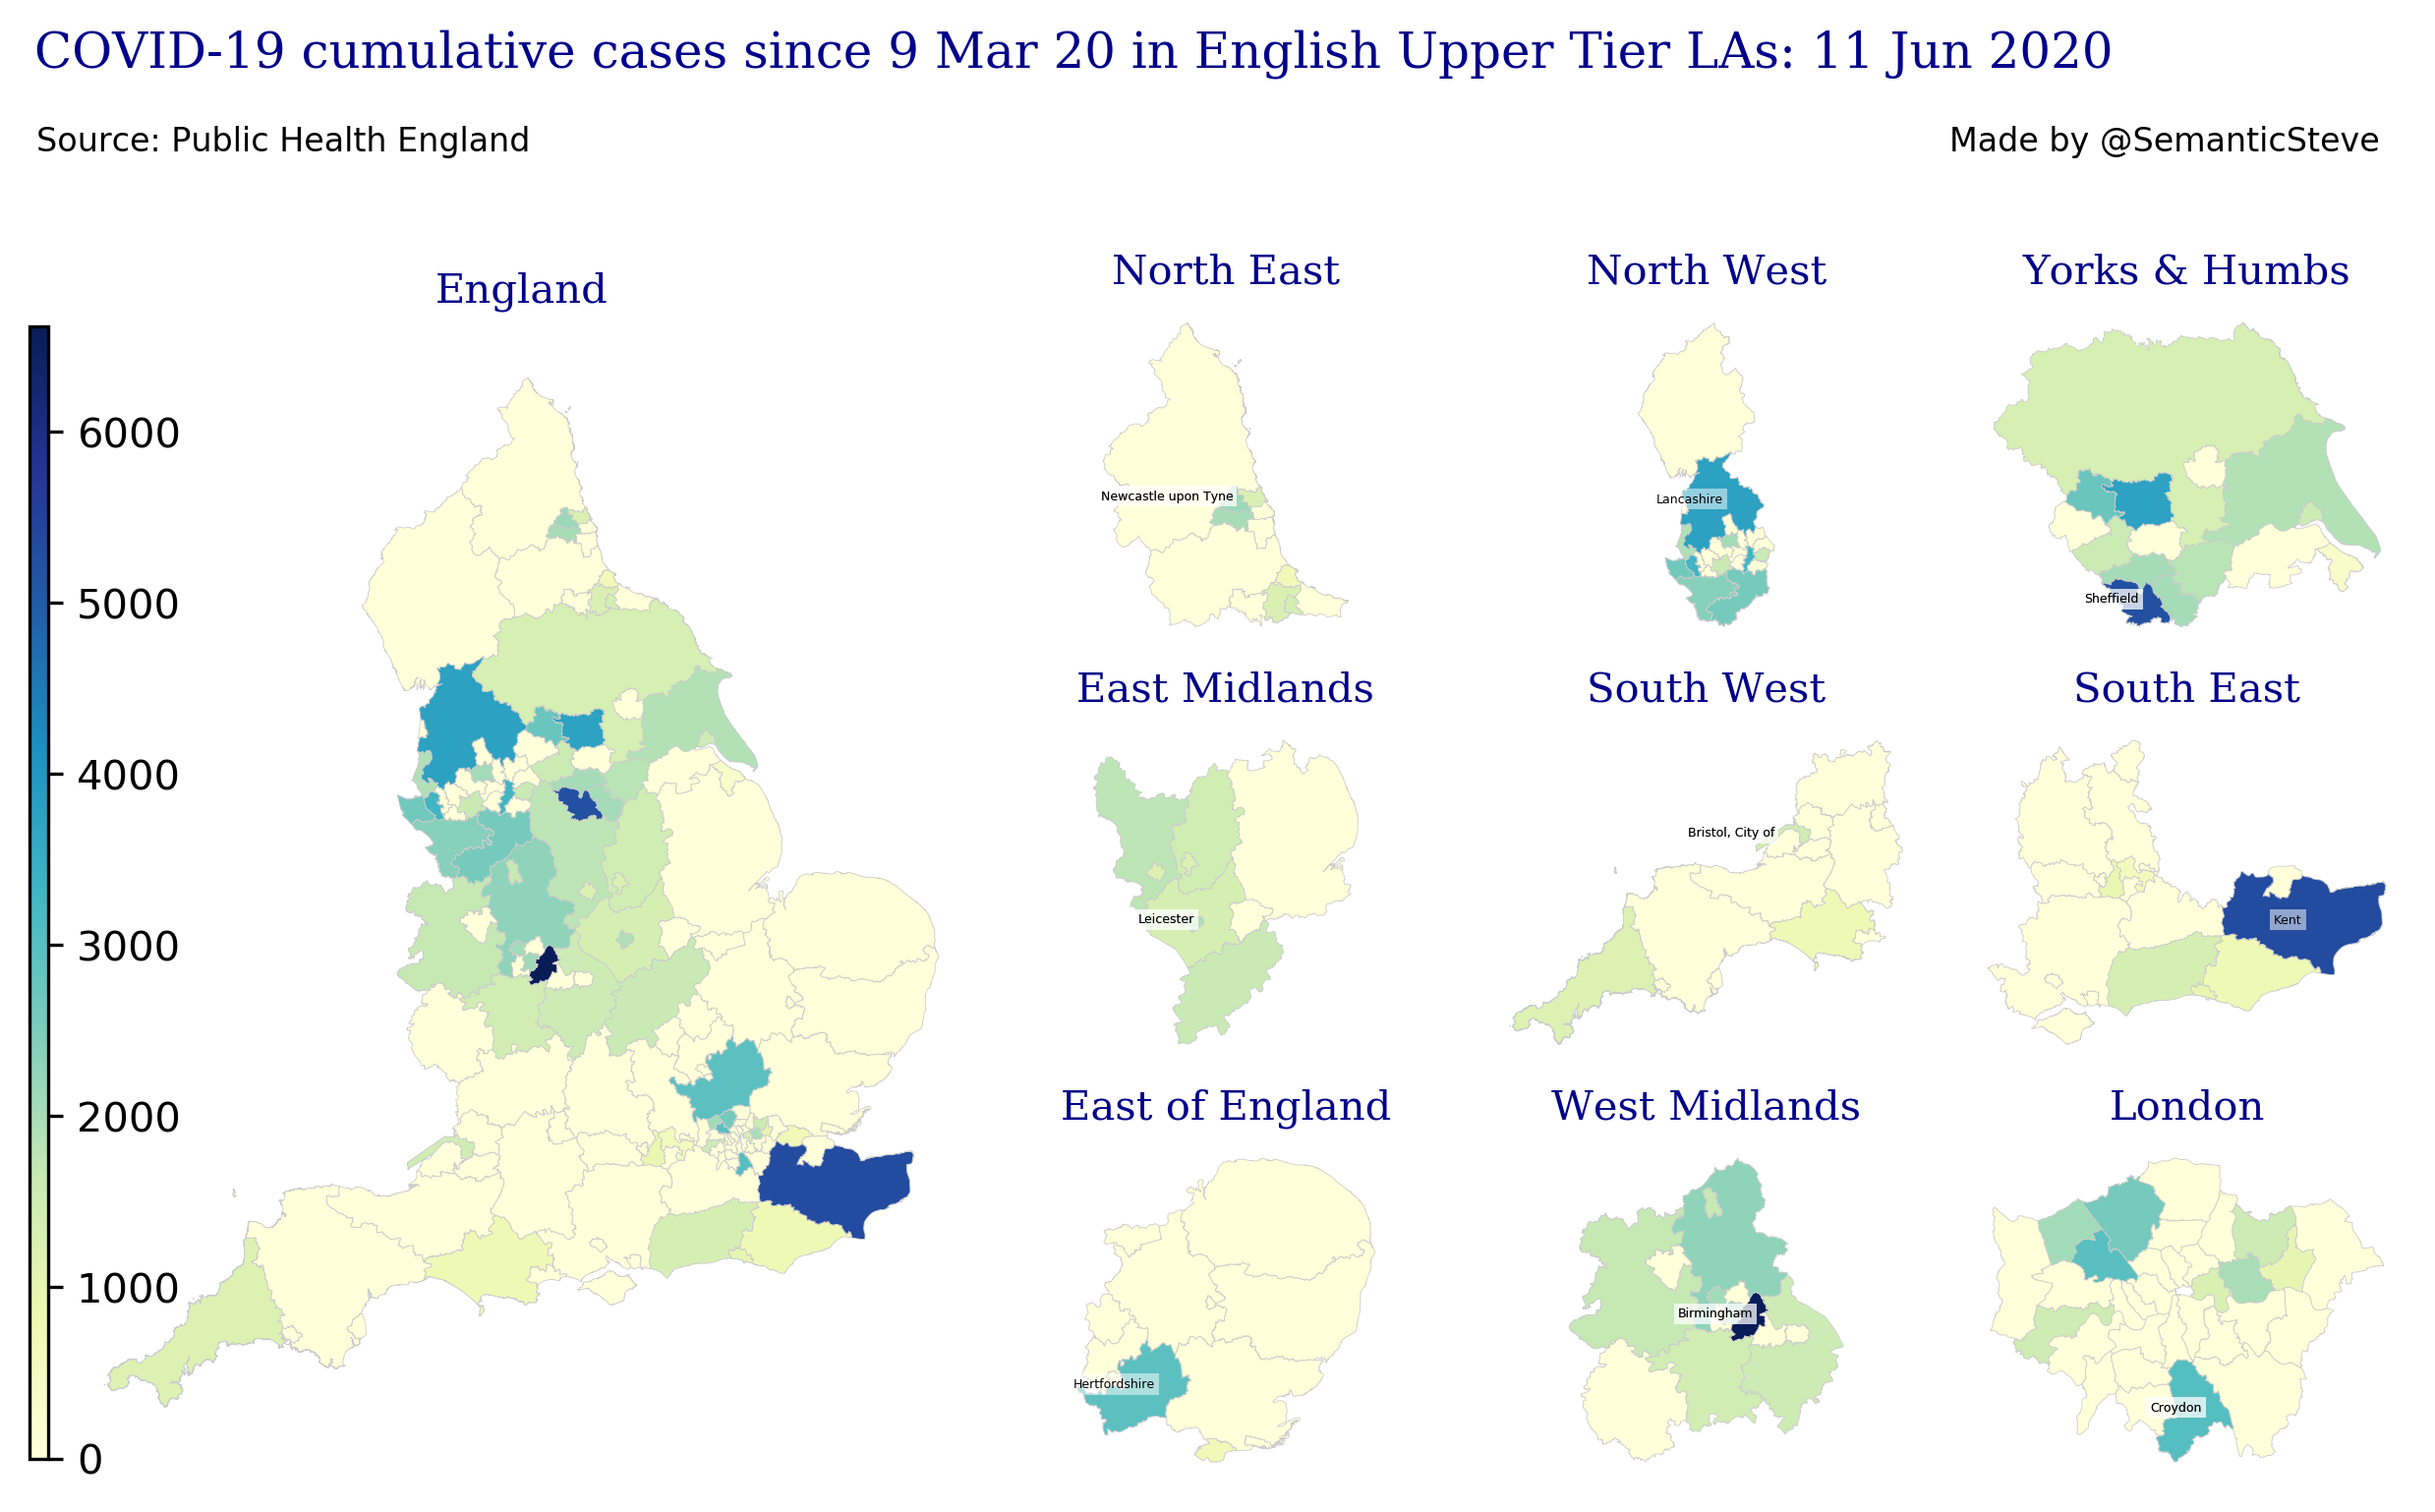 COVID-19 cumulative cases since 9 Mar 20 in English Upper Tier LAs: 11 Jun 2020
Source: Public Health England
Made by @SemanticSteve
England
6000
5000
4000
3000
2000
1000
0
North East
Newcastle upon Tyne
North West
Lancashire
Yorks & Humbs
Sheffield
East Midlands
Leicester
South West
Bristol, City of
South East
Kent
East of England
Hertfordshire
West Midlands
Birmingham
London
Croydon